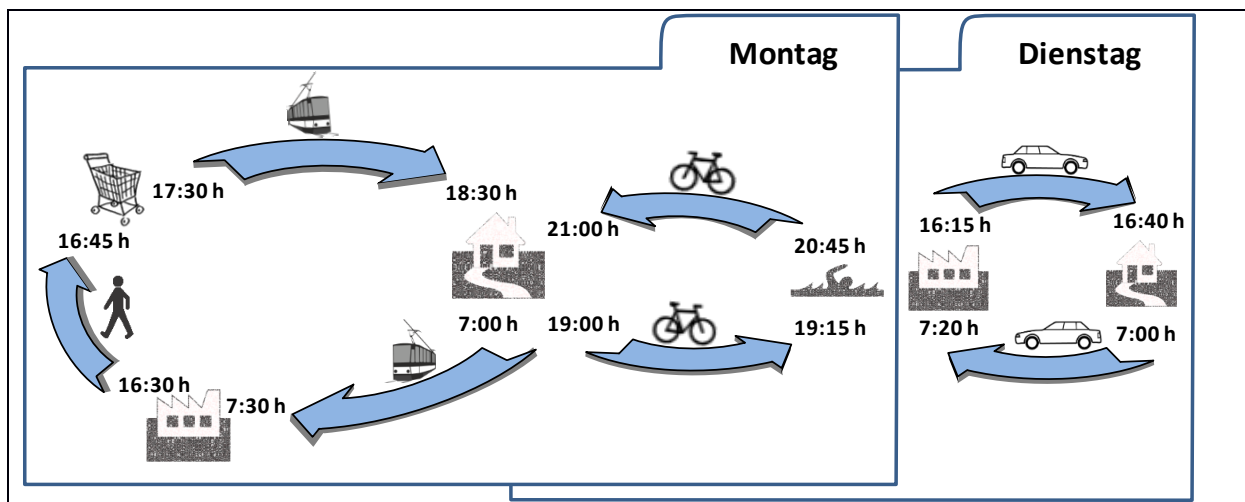 Montag
Dienstag
17:30 h
18:30 h
16:45 h
21:00 h
20:45 h
16:15 h
16:40 h
7:00 h
19:00 h
19:15 h
7:20 h
7:00 h
16:30 h
7:30 h